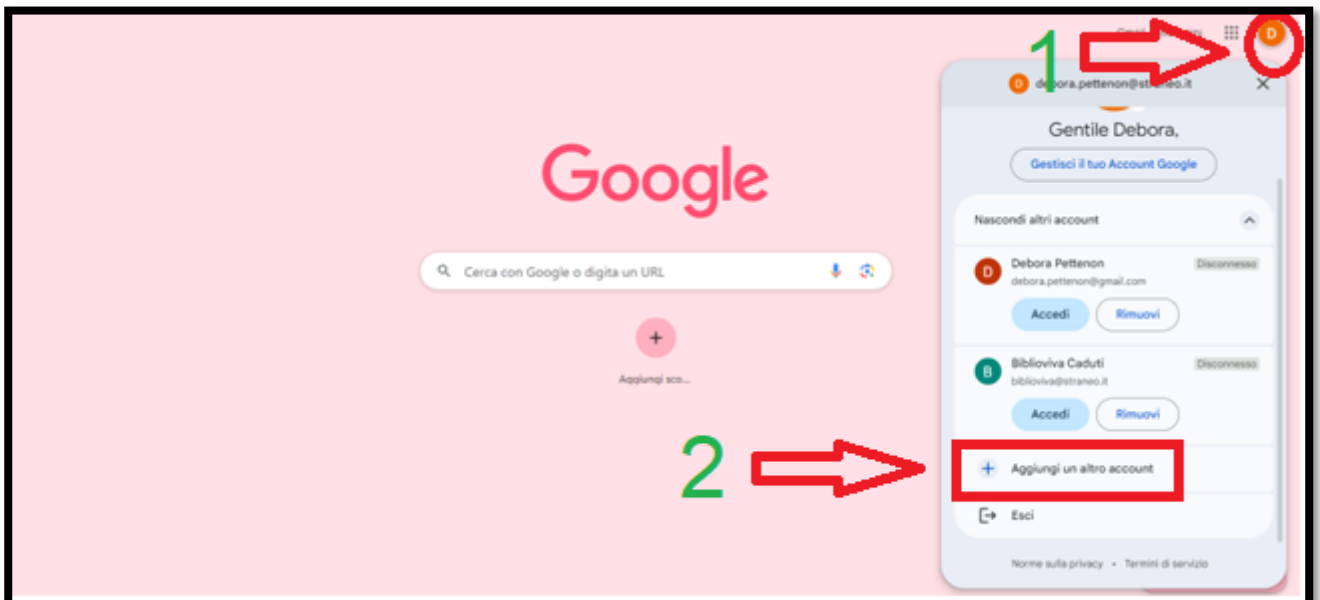 1
D
D debora.pettenon@straneo.it
Gentile Debora,
Gestisci il tuo Account Google
Google
Nascondi altri account
Cerca con Google o digita un URL
D
Debora Pettenon
Disconnesso
debora.pettenon@gmail.com
Accedi
Rimuovi
Aggiungi sco...
B
Biblioviva Caduti
Disconnesso
biblioviva@straneo.it
Accedi
Rimuovi
2
Aggiungi un altro account
Esci
Norme sulla privacy • Termini di servizio